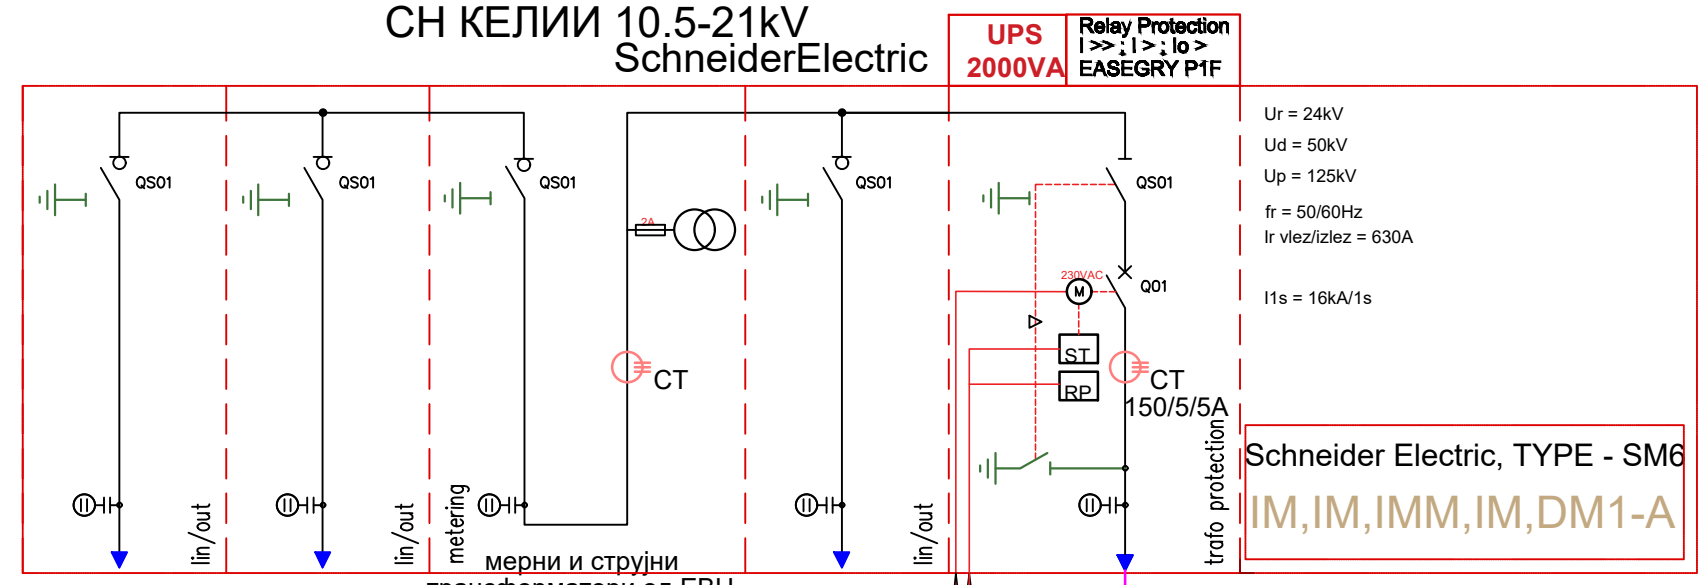 СН КЕЛИИ 10.5-21kV
SchneiderElectric
UPS
2000VA
Relay Protection
I >> ; I > ; Io >
EASEGRY P1F
QS01
QS01
QS01
2A
QS01
QS01
230VAC
M
Q01
ST
RP
CT
CT
150/5/5A
lin/out
lin/out
metering
lin/out
trafo protection
мерни и струјни
трансформатори од ЕВН
Ur = 24kV
Ud = 50kV
Up = 125kV
fr = 50/60Hz
Ir vlez/izlez = 630A
I1s = 16kA/1s
Schneider Electric, TYPE - SM6
IM,IM,IMM,IM,DM1-A